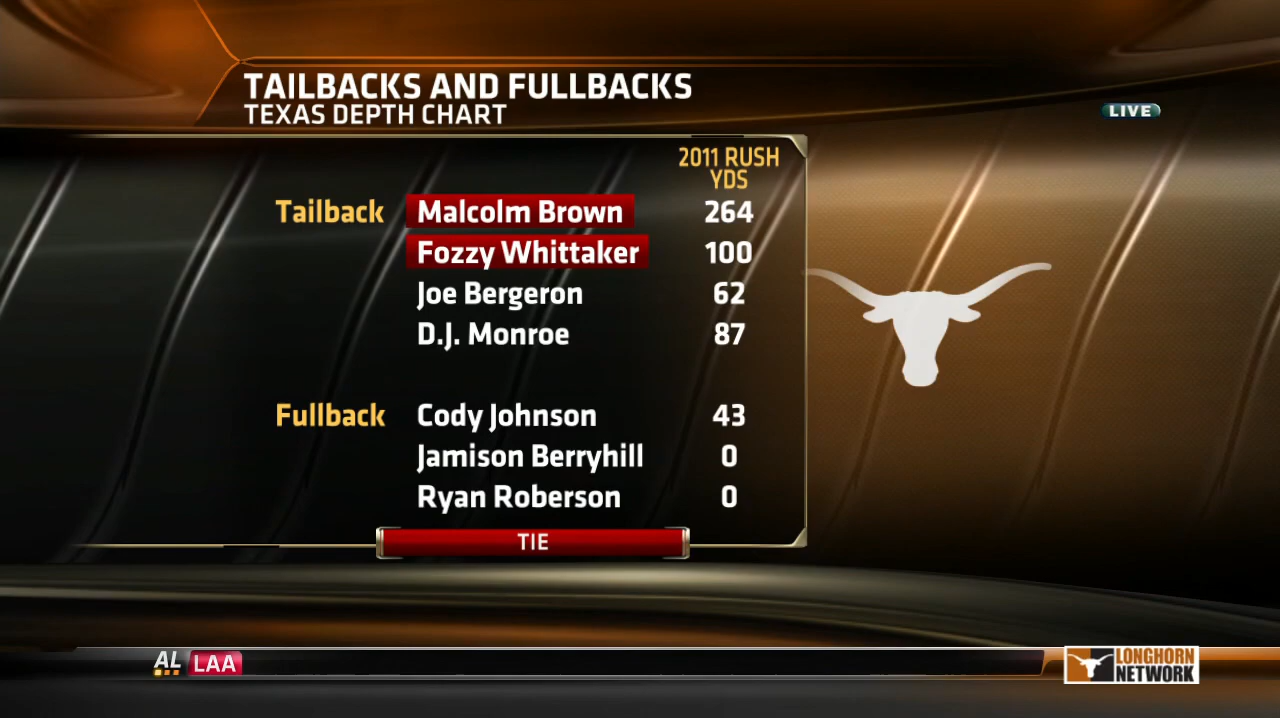 TAILBACKS AND FULLBACKS
TEXAS DEPTH CHART
LIVE
2011 RUSH
YDS
Tailback Malcolm Brown 264
Fozzy Whittaker 100
Joe Bergeron 62
D.J. Monroe 87
Fullback Cody Johnson 43
Jamison Berryhill 0
Ryan Roberson 0
TIE
AL LAA
LONGHORN
NETWORK